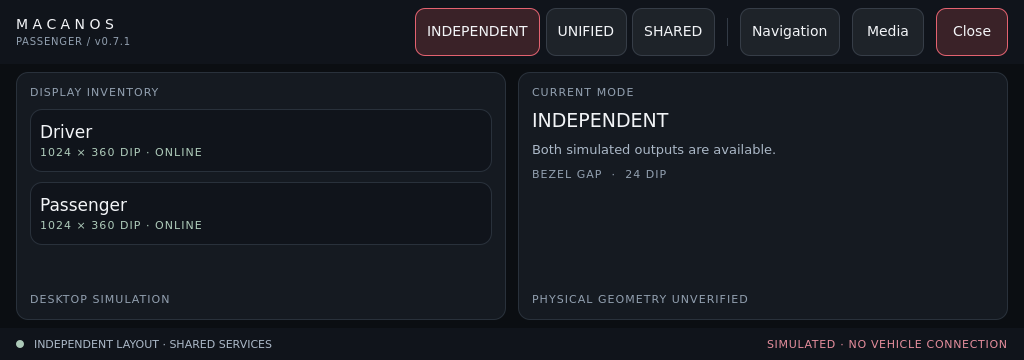 MACANOS
PASSENGER / v0.7.1
INDEPENDENT
UNIFIED
SHARED
Navigation
Media
Close
DISPLAY INVENTORY
Driver
1024 × 360 DIP · ONLINE
Passenger
1024 × 360 DIP · ONLINE
DESKTOP SIMULATION
CURRENT MODE
INDEPENDENT
Both simulated outputs are available.
BEZEL GAP · 24 DIP
PHYSICAL GEOMETRY UNVERIFIED
INDEPENDENT LAYOUT · SHARED SERVICES
SIMULATED · NO VEHICLE CONNECTION